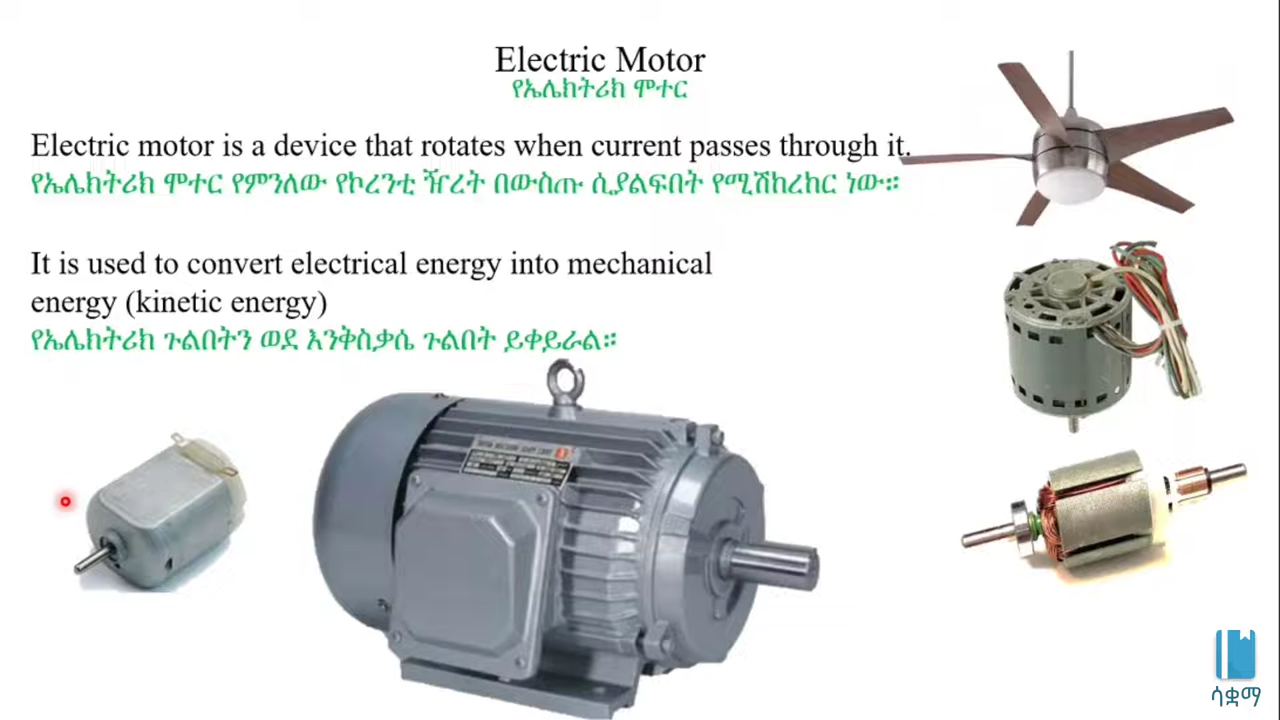 Electric Motor
የኤሌክትሪክ ሞተር
Electric motor is a device that rotates when current passes through it.
የኤሌክትሪክ ሞተር የምንለው የኮረንቲ ዥረት በውስጡ ሲያልፍበት የሚሽከረከር ነው።
It is used to convert electrical energy into mechanical
energy (kinetic energy)
የኤሌክትሪክ ጉልበትን ወደ እንቅስቃሴ ጉልበት ይቀይራል።
ሳቋማ